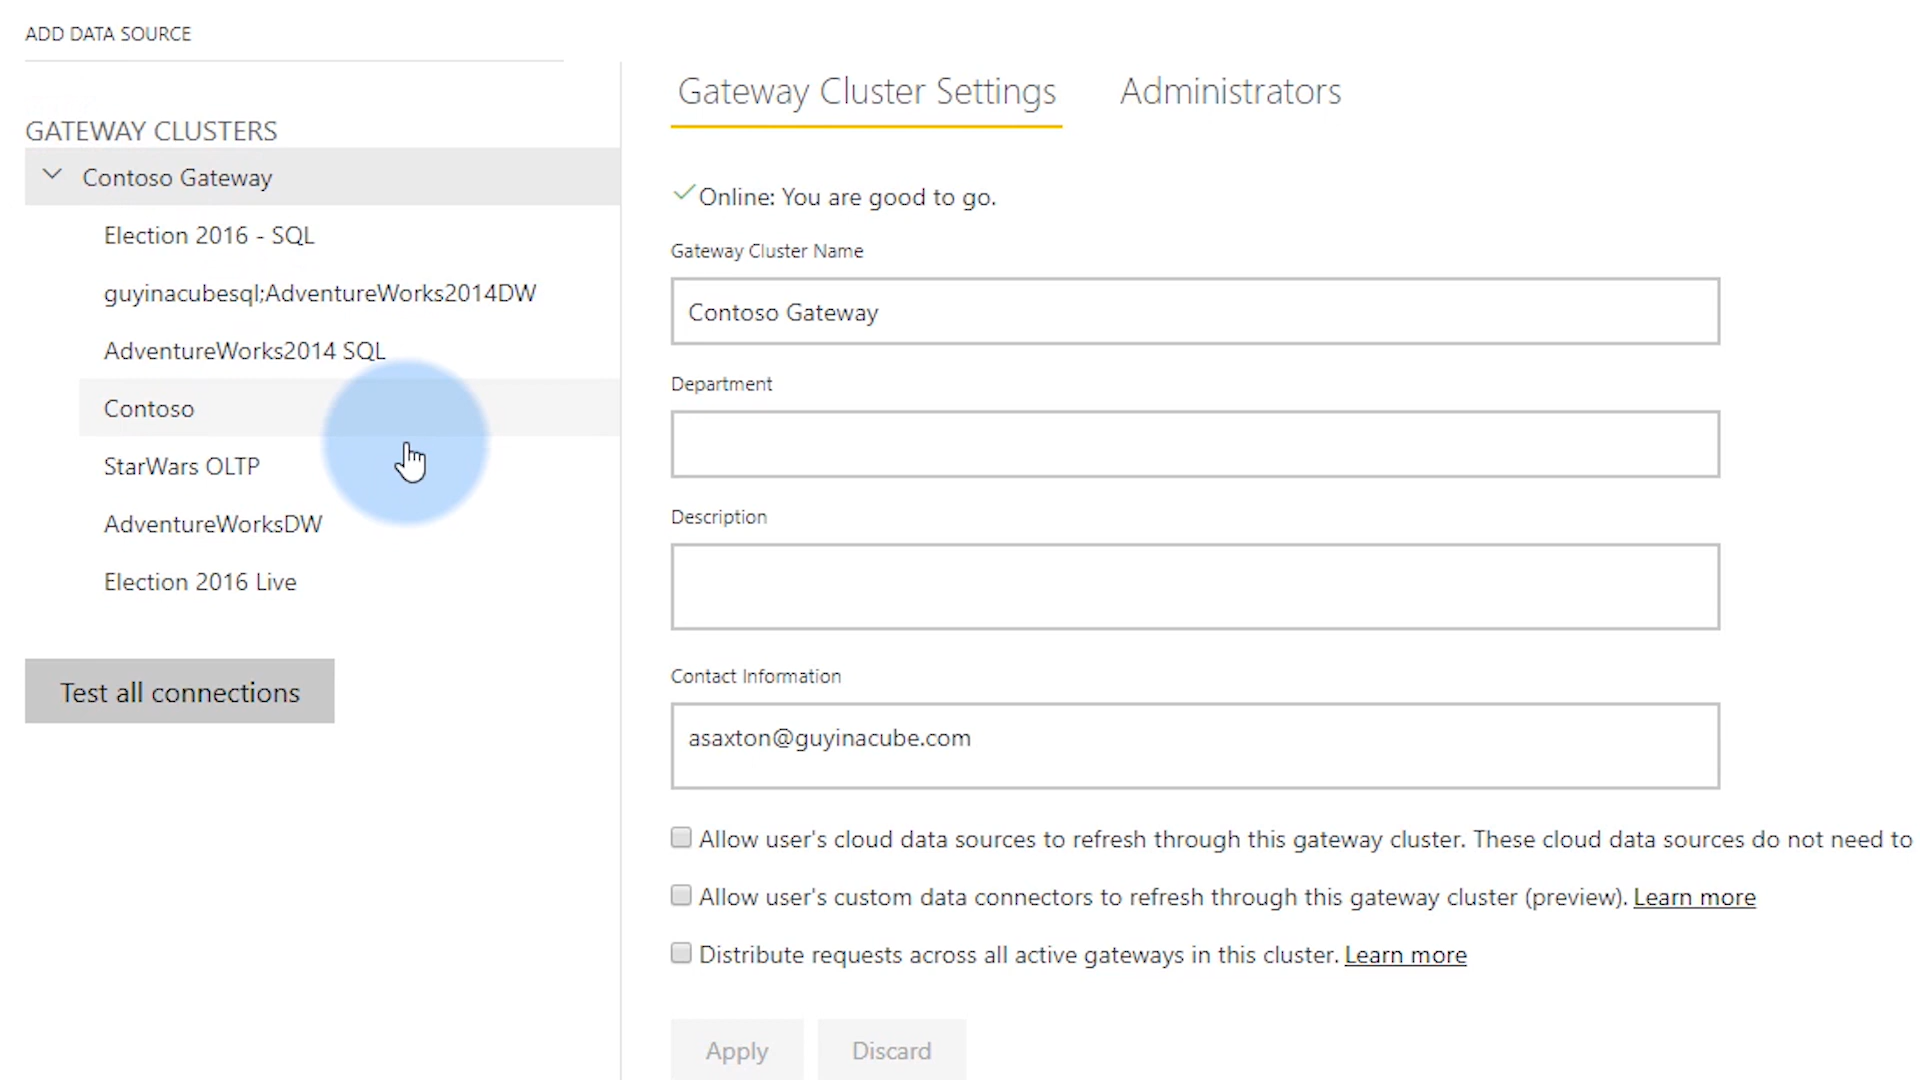 ADD DATA SOURCE
GATEWAY CLUSTERS
Contoso Gateway
Election 2016 - SQL
guyinacubesql;AdventureWorks2014DW
AdventureWorks2014 SQL
Contoso
StarWars OLTP
AdventureWorksDW
Election 2016 Live
Test all connections
Gateway Cluster Settings
Administrators
Online: You are good to go.
Gateway Cluster Name
Contoso Gateway
Department
Description
Contact Information
asaxton@guyinacube.com
Allow user's cloud data sources to refresh through this gateway cluster. These cloud data sources do not need to
Allow user's custom data connectors to refresh through this gateway cluster (preview). Learn more
Distribute requests across all active gateways in this cluster. Learn more
Apply
Discard